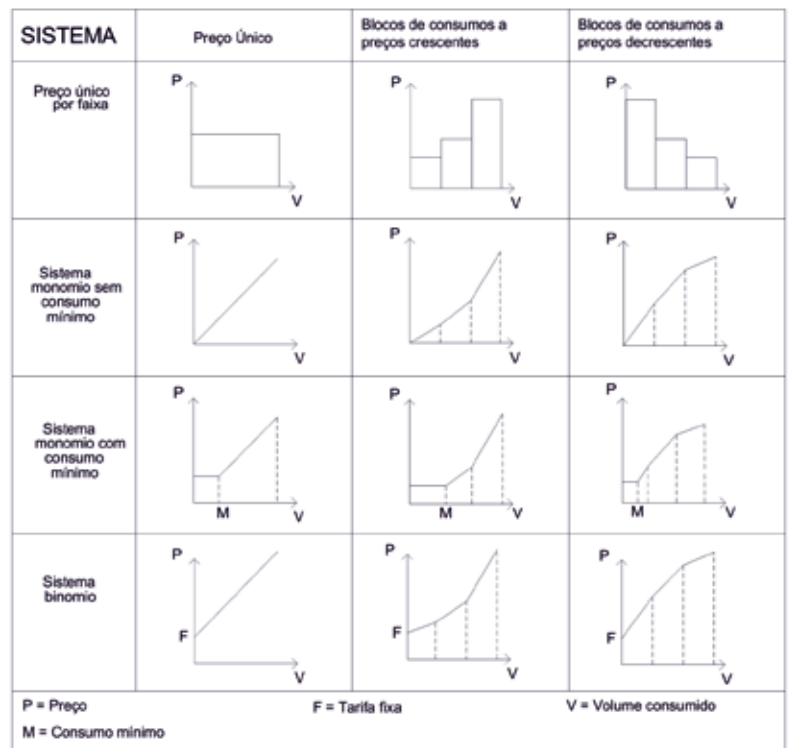 SISTEMA
Preço Único
Blocos de consumos a
preços crescentes
Blocos de consumos a
preços decrescentes
Preço único
por faixa
P
V
P
V
P
V
Sistema
monomio sem
consumo
mínimo
P
V
P
V
P
V
Sistema
monomio com
consumo
mínimo
P
M
V
P
M
V
P
M
V
Sistema
binomio
P
F
V
P
F
V
P
F
V
P = Preço
F = Tarifa fixa
V = Volume consumido
M = Consumo mínimo